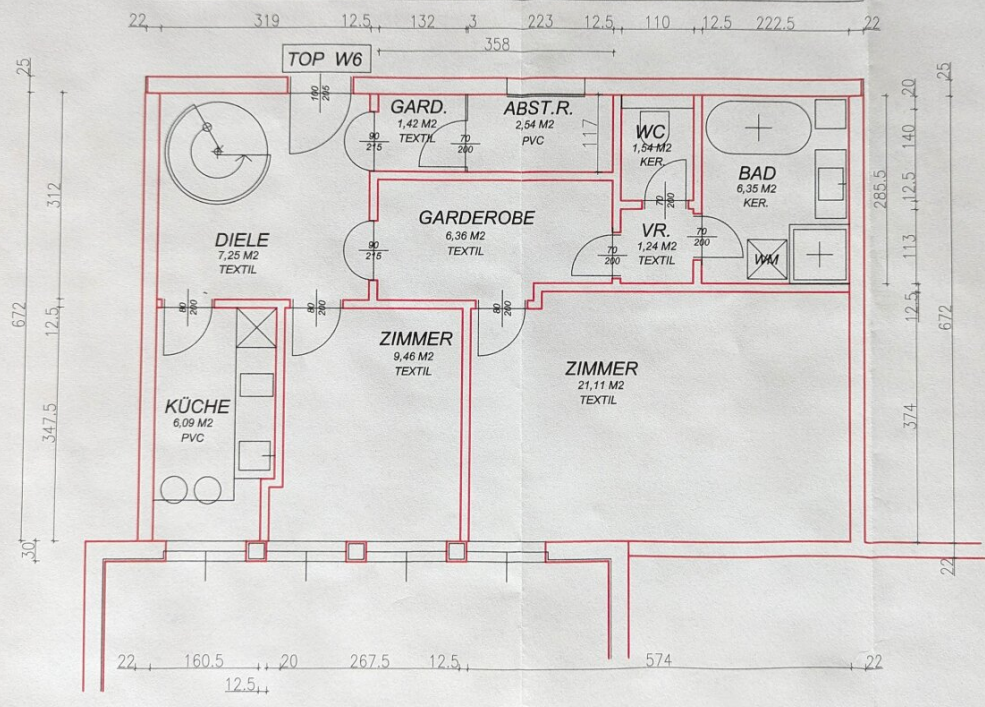 22 319 12.5 132 3 223 12.5 110 12.5 222.5 22
358
TOP W6
100
205
25
312
672
12.5
347.5
30
GARD.
1,42 M2
TEXTIL
90
215
70
200
ABST.R.
2,54 M2
PVC
117
WC
1,54 M2
KER.
70
200
BAD
6,35 M2
KER.
WM
GARDEROBE
6,36 M2
TEXTIL
90
215
70
200
VR.
1,24 M2
TEXTIL
70
200
DIELE
7,25 M2
TEXTIL
80
200
80
200
80
200
ZIMMER
9,46 M2
TEXTIL
ZIMMER
21,11 M2
TEXTIL
KÜCHE
6,09 M2
PVC
25
20
140
285.5
12.5
113
12.5
672
374
22
22 160.5 20 267.5 12.5 574 22
12.5